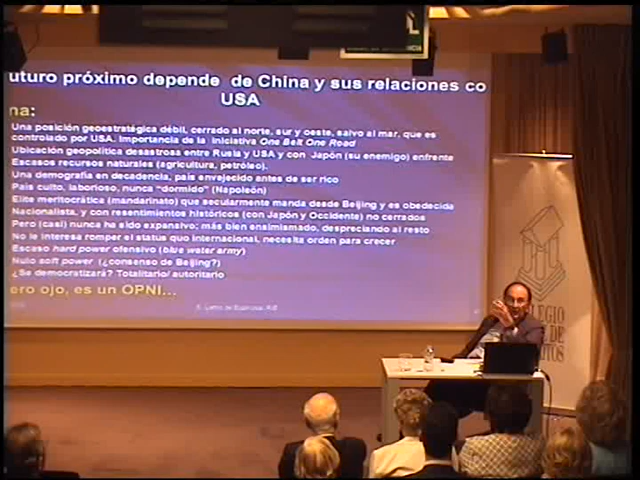 uturo próximo depende de China y sus relaciones co
USA
na:
Una posición geoestratégica débil, cerrado al norte, sur y oeste, salvo al mar, que es
controlado por USA. Importancia de la iniciativa One Belt One Road
Ubicación geopolítica desastrosa entre Rusia y USA y con Japón (su enemigo) enfrente
Escasos recursos naturales (agricultura, petróleo).
Una demografía en decadencia, país envejecido antes de ser rico
País culto, laborioso, nunca "dormido" (Napoleón)
Elite meritocrática (mandarinato) que secularmente manda desde Beijing y es obedecida
Nacionalista, y con resentimientos históricos (con Japón y Occidente) no cerrados
Pero (casi) nunca ha sido expansivo; más bien ensimismado, despreciando al resto
No le interesa romper el status quo internacional, necesita orden para crecer
Escaso hard power ofensivo (blue water army)
Nulo soft power (¿consenso de Beijing?)
¿Se democratizará? Totalitario/ autoritario
ero ojo, es un OPNI...
LEGIO
DE